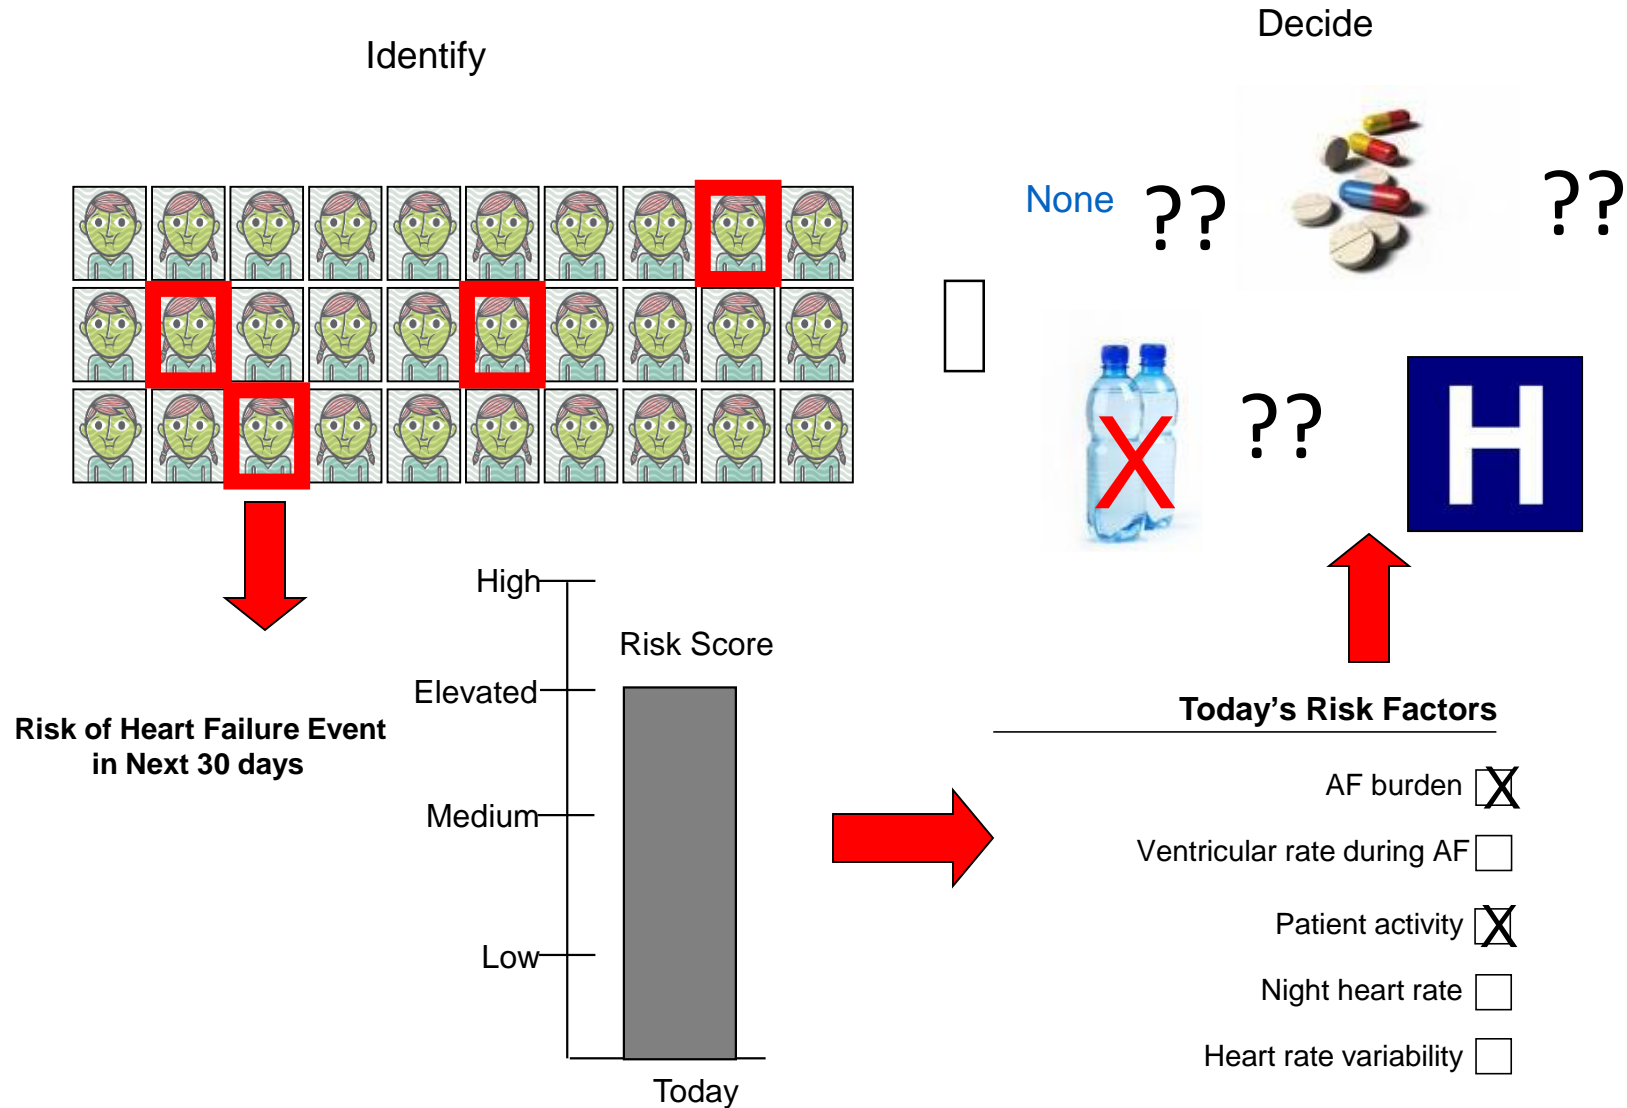 Identify
Decide
None
??
??
X
??
H
High
Risk Score
Elevated
Risk of Heart Failure Event
in Next 30 days
Medium
Low
Today
Today’s Risk Factors
AF burden X
Ventricular rate during AF
Patient activity X
Night heart rate
Heart rate variability